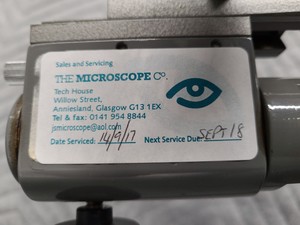 Sales and Servicing
THE MICROSCOPE Co.
Tech House
Willow Street,
Anniesland, Glasgow G13 1EX
Tel & fax: 0141 954 8844
jsmicroscope@aol.com
Date Serviced: 14/9/17 Next Service Due: SEPT 18